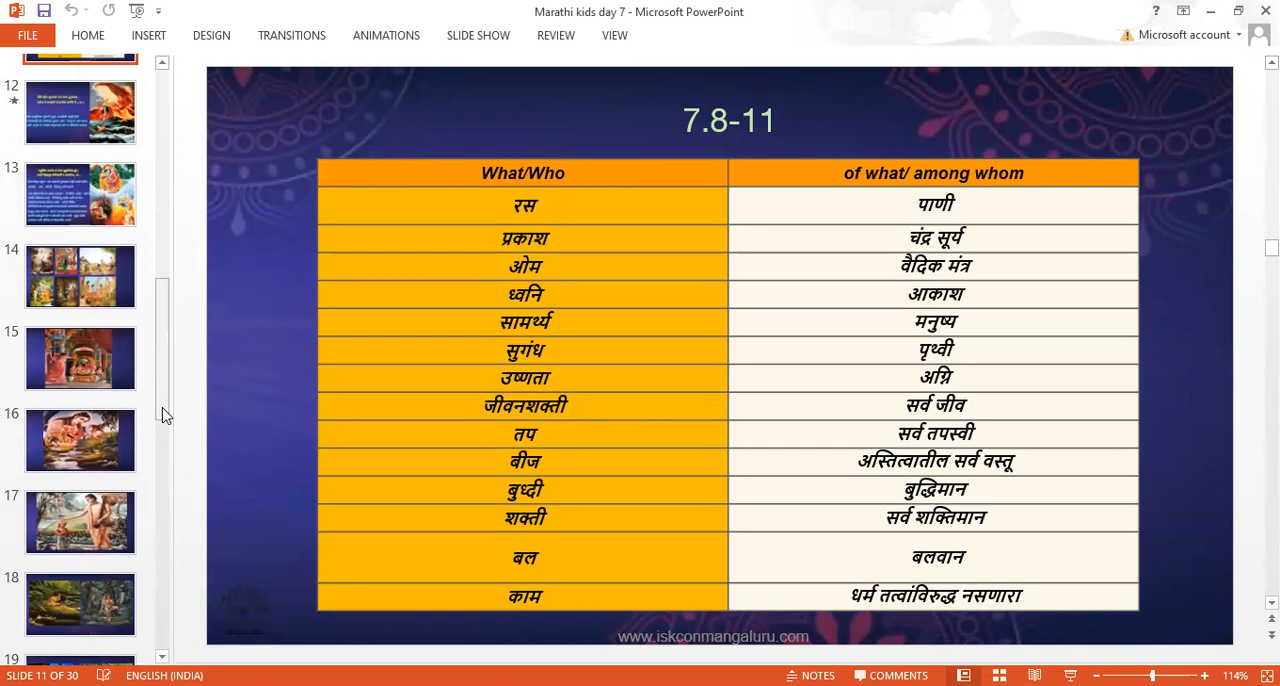 Marathi kids day 7 - Microsoft PowerPoint
FILE HOME INSERT DESIGN TRANSITIONS ANIMATIONS SLIDE SHOW REVIEW VIEW Microsoft account
12
13
14
15
16
17
18
19
7.8-11
What/Who of what/ among whom
रस पाणी
प्रकाश चंद्र सूर्य
ओम वैदिक मंत्र
ध्वनि आकाश
सामर्थ्य मनुष्य
सुगंध पृथ्वी
उष्णता अग्नि
जीवनशक्ती सर्व जीव
तप सर्व तपस्वी
बीज अस्तित्वातील सर्व वस्तू
बुध्दी बुद्धिमान
शक्ती सर्व शक्तिमान
बल बलवान
काम धर्म तत्वांविरुद्ध नसणारा
www.iskconmangaluru.com
SLIDE 11 OF 30 ENGLISH (INDIA) NOTES COMMENTS 114%